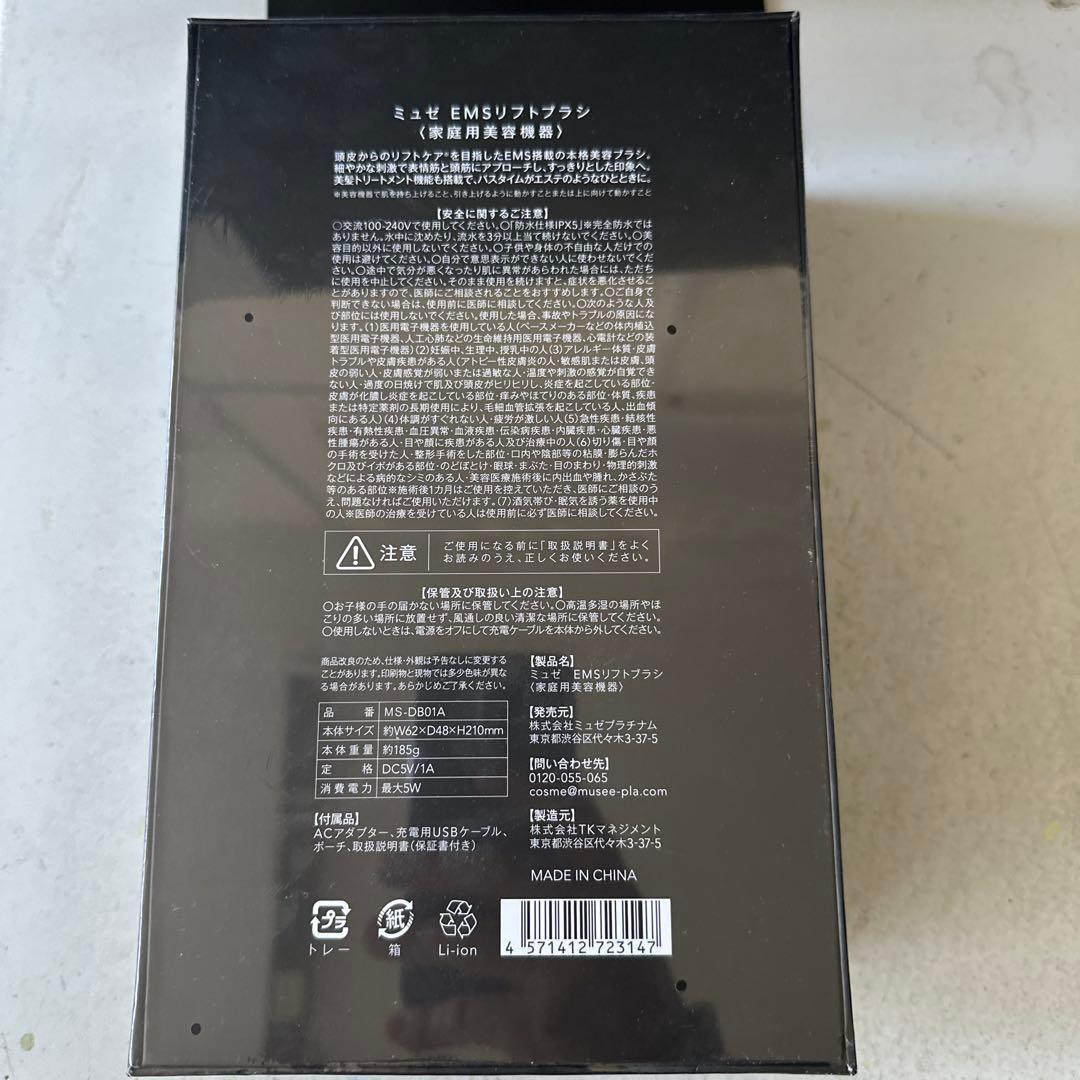 ミュゼ EMSリフトブラシ
〈家庭用美容機器〉
頭皮からのリフトケア※を目指したEMS搭載の本格美容ブラシ。
細やかな刺激で表情筋と頭筋にアプローチし、すっきりとした印象へ。
美髪トリートメント機能も搭載で、バスタイムがエステのようなひとときに。
※美容機器で肌を持ち上げること、引き上げるように動かすことまたは上に向けて動かすこと
【安全に関するご注意】
○交流100-240Vで使用してください。○「防水仕様IPX5」※完全防水では
ありません。水中に沈めたり、流水を3分以上当て続けないでください。○美
容目的以外に使用しないでください。○子供や身体の不自由な人だけでの
使用は避けてください。○自分で意思表示ができない人に使わせないでくだ
さい。○途中で気分が悪くなったり肌に異常があらわれた場合には、ただち
に使用を中止してください。そのまま使用を続けますと、症状を悪化させるこ
とがありますので、医師にご相談されることをおすすめします。○ご自身で
判断できない場合は、使用前に医師に相談してください。○次のような人及
び部位には使用しないでください。使用した場合、事故やトラブルの原因にな
ります。(1)医用電子機器を使用している人(ペースメーカーなどの体内植込
型医用電子機器、人工心肺などの生命維持用医用電子機器、心電計などの装
着型医用電子機器)(2)妊娠中、生理中、授乳中の人(3)アレルギー体質・皮膚
トラブルや皮膚疾患がある人(アトピー性皮膚炎の人・敏感肌または皮膚、頭
皮の弱い人・皮膚感覚が弱いまたは過敏な人・温度や刺激の感覚が自覚でき
ない人・過度の日焼けで肌及び頭皮がヒリヒリし、炎症を起こしている部位・
皮膚が化膿し炎症を起こしている部位・痒みやほてりのある部位・体質、疾患
または特定薬剤の長期使用により、毛細血管拡張を起こしている人、出血傾
向にある人)(4)体調がすぐれない人・疲労が激しい人(5)急性疾患・結核性
疾患・有熱性疾患・血圧異常・血液疾患・伝染病疾患・内臓疾患・心臓疾患・悪
性腫瘍がある人・目や顔に疾患がある人及び治療中の人(6)切り傷・目や顔
の手術を受けた人・整形手術をした部位・口内や陰部等の粘膜・膨らんだホ
クロ及びイボがある部位・のどぼとけ・眼球・まぶた・目のまわり・物理的刺激
などによる病的なシミのある人・美容医療施術後に内出血や腫れ、かさぶた
等のある部位※施術後1カ月はご使用を控えていただき、医師にご相談のう
え、問題なければご使用いただけます。(7)酒気帯び・眠気を誘う薬を使用中
の人※医師の治療を受けている人は使用前に必ず医師に相談してください。
注意
ご使用になる前に「取扱説明書」をよく
お読みのうえ、正しくお使いください。
【保管及び取扱い上の注意】
○お子様の手の届かない場所に保管してください。○高温多湿の場所やほ
こりの多い場所に放置せず、風通しの良い清潔な場所に保管してください。
○使用しないときは、電源をオフにして充電ケーブルを本体から外してください。
商品改良のため、仕様・外観は予告なしに変更する
ことがあります。印刷物と現物では多少色味が異な
る場合があります。あらかじめご了承ください。
品 番 MS-DB01A
本体サイズ 約W62×D48×H210mm
本体重量 約185g
定 格 DC5V/1A
消費電力 最大5W
【付属品】
ACアダプター、充電用USBケーブル、
ポーチ、取扱説明書(保証書付き)
【製品名】
ミュゼ EMSリフトブラシ
〈家庭用美容機器〉
【発売元】
株式会社ミュゼプラチナム
東京都渋谷区代々木3-37-5
【問い合わせ先】
0120-055-065
cosme@musee-pla.com
【製造元】
株式会社TKマネジメント
東京都渋谷区代々木3-37-5
MADE IN CHINA
プラ
トレー
紙
箱
Li-ion
4 571412 723147